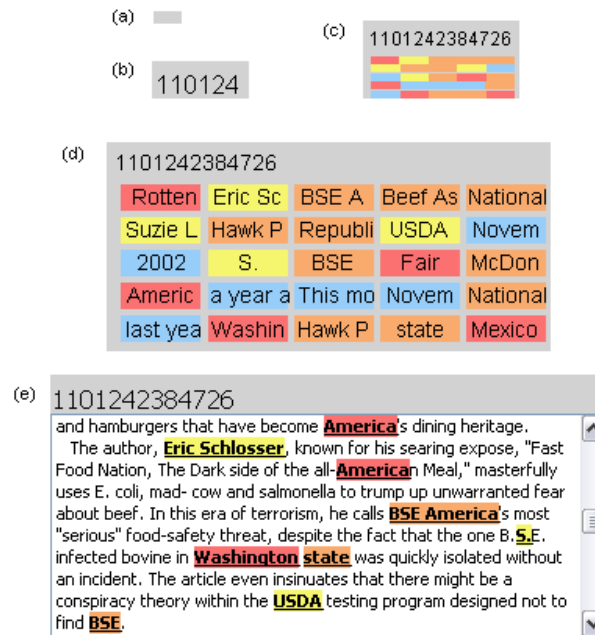 (a)
(b) 110124
(c) 1101242384726
(d) 1101242384726
Rotten Eric Sc BSE A Beef As National
Suzie L Hawk P Republi USDA Novem
2002 S. BSE Fair McDon
Americ a year a This mo Novem National
last yea Washin Hawk P state Mexico
(e) 1101242384726
and hamburgers that have become America's dining heritage.
The author, Eric Schlosser, known for his searing expose, "Fast
Food Nation, The Dark side of the all-American Meal," masterfully
uses E. coli, mad- cow and salmonella to trump up unwarranted fear
about beef. In this era of terrorism, he calls BSE America's most
"serious" food-safety threat, despite the fact that the one B.S.E.
infected bovine in Washington state was quickly isolated without
an incident. The article even insinuates that there might be a
conspiracy theory within the USDA testing program designed not to
find BSE.